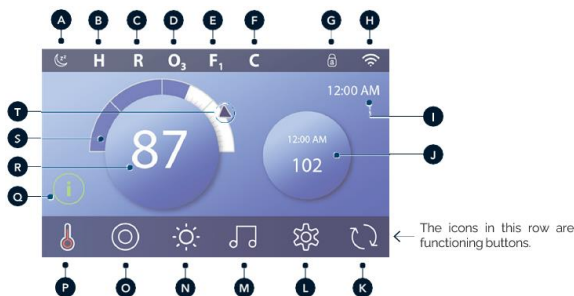 A B C D E F G H
H R O₃ F₁ C
12:00 AM
T
I
S
87
12:00 AM
102
J
R
i
Q
The icons in this row are
functioning buttons.
P O N M L K